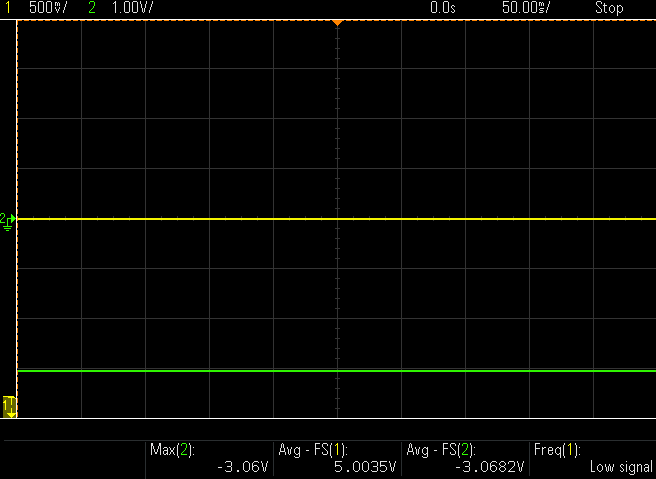 1 500mV/ 2 1.00V/ 0.0s 50.00ms/ Stop
2
1
Max(2): Avg - FS(1): Avg - FS(2): Freq(1):
-3.06V 5.0035V -3.0682V Low signal